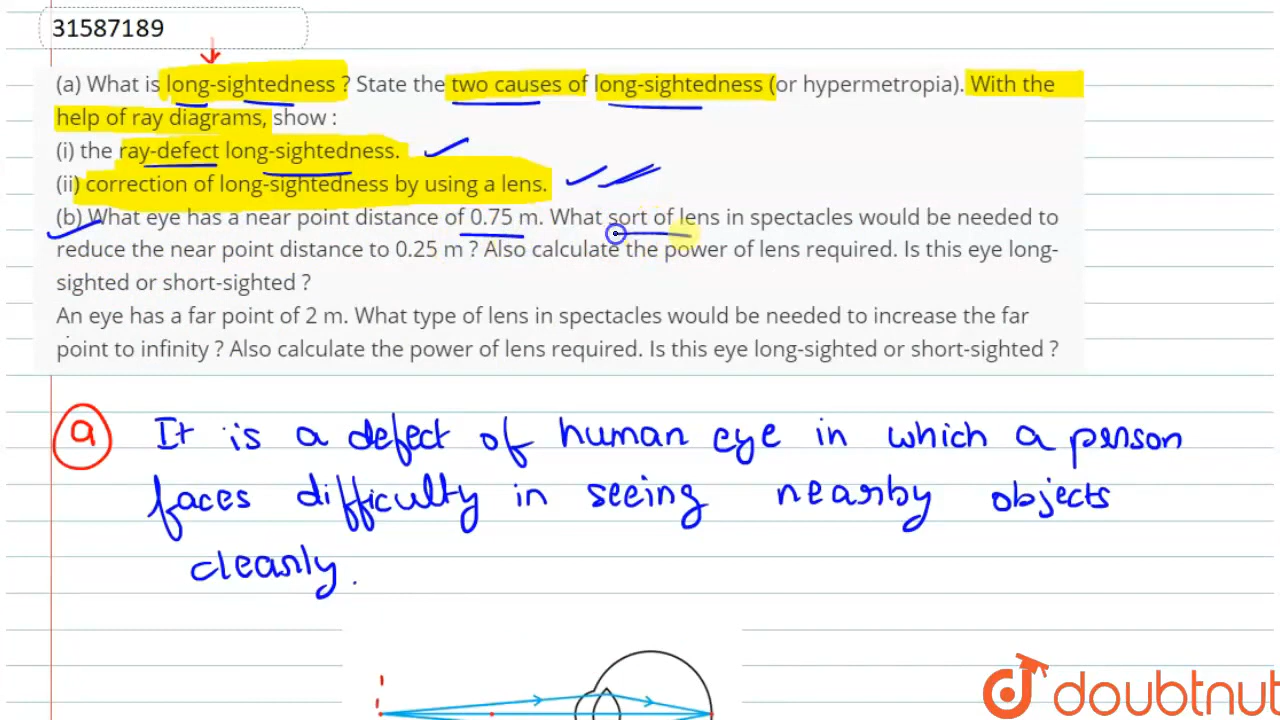 31587189
(a) What is long-sightedness ? State the two causes of long-sightedness (or hypermetropia). With the
help of ray diagrams, show :
(i) the ray-defect long-sightedness.
(ii) correction of long-sightedness by using a lens.
(b) What eye has a near point distance of 0.75 m. What sort of lens in spectacles would be needed to
reduce the near point distance to 0.25 m ? Also calculate the power of lens required. Is this eye long-
sighted or short-sighted ?
An eye has a far point of 2 m. What type of lens in spectacles would be needed to increase the far
point to infinity ? Also calculate the power of lens required. Is this eye long-sighted or short-sighted ?
a It is a defect of human eye in which a person
faces difficulty in seeing nearby objects
clearly.
doubtnut